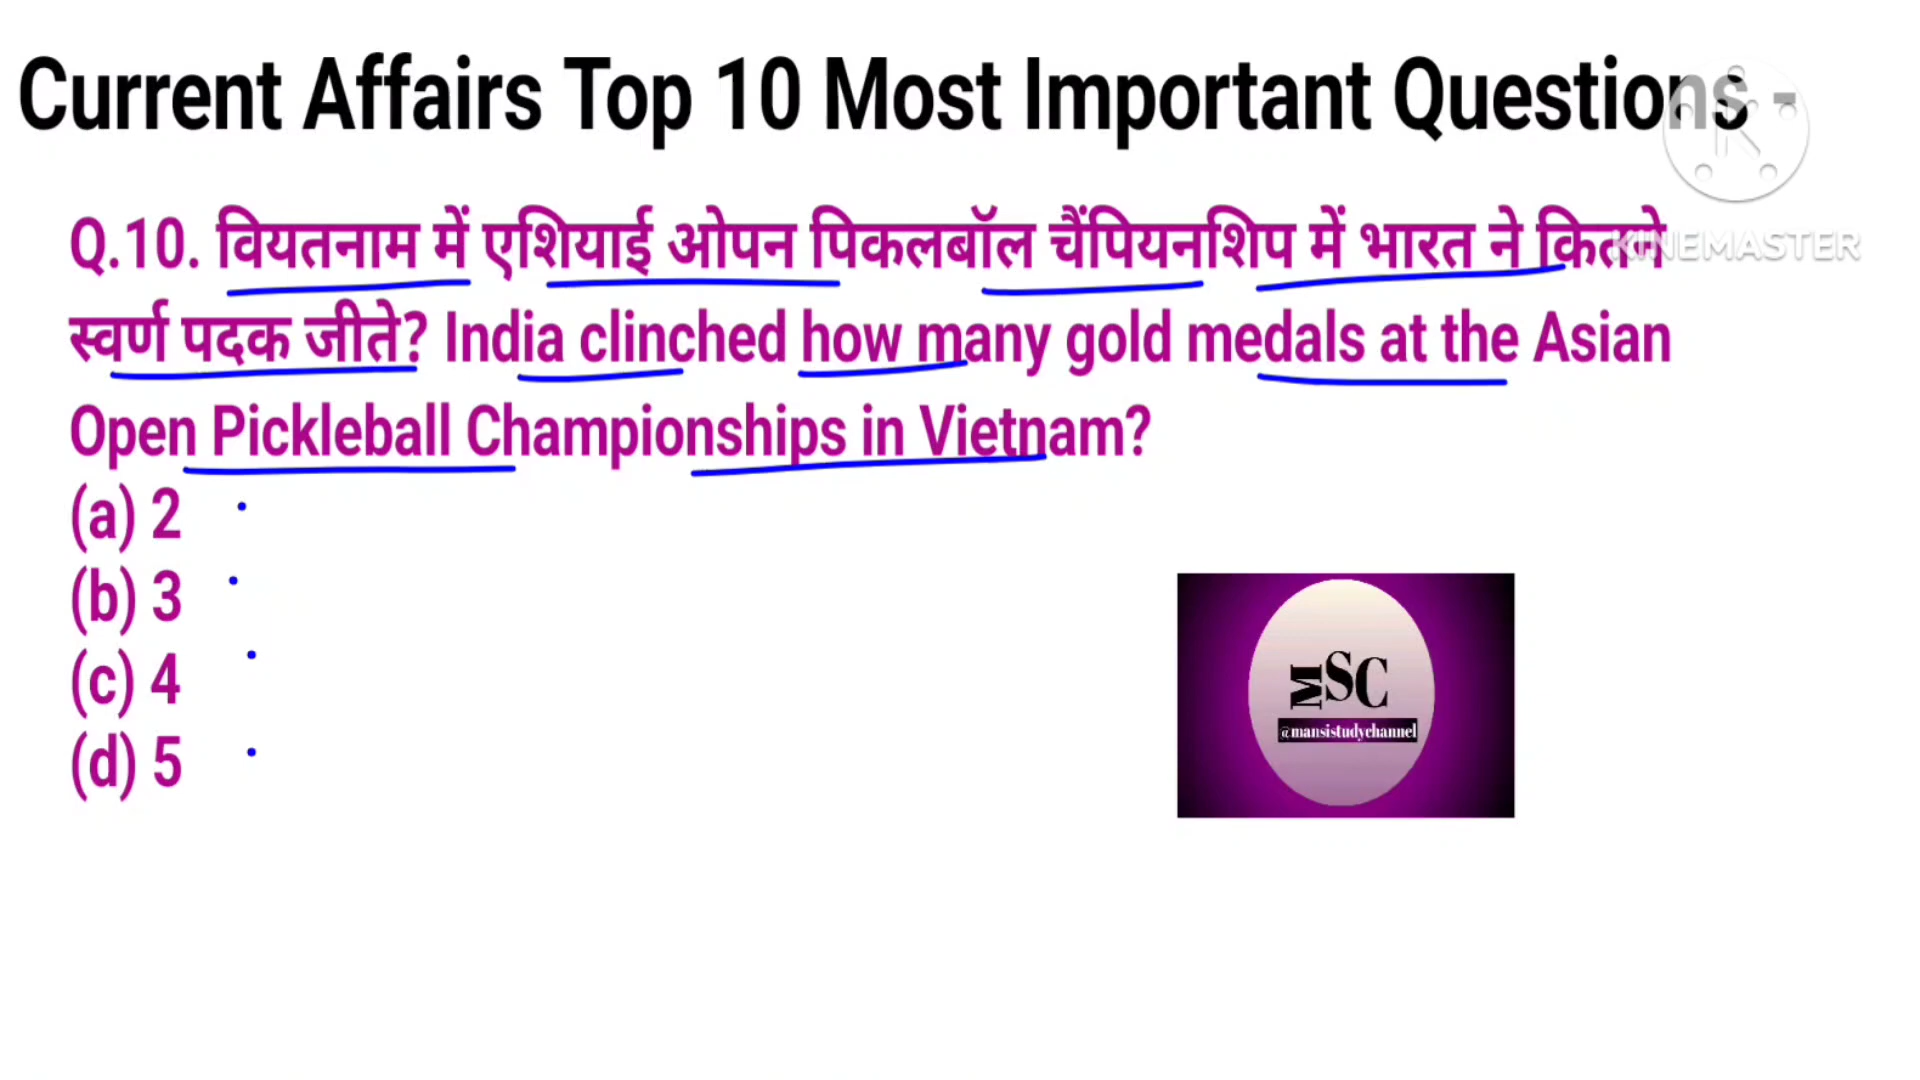 Current Affairs Top 10 Most Important Questions -
Q.10. वियतनाम में एशियाई ओपन पिकलबॉल चैंपियनशिप में भारत ने कितने
KINEMASTER
स्वर्ण पदक जीते? India clinched how many gold medals at the Asian
Open Pickleball Championships in Vietnam?
(a) 2
(b) 3
(c) 4
(d) 5
MSC
@mansistudychannel